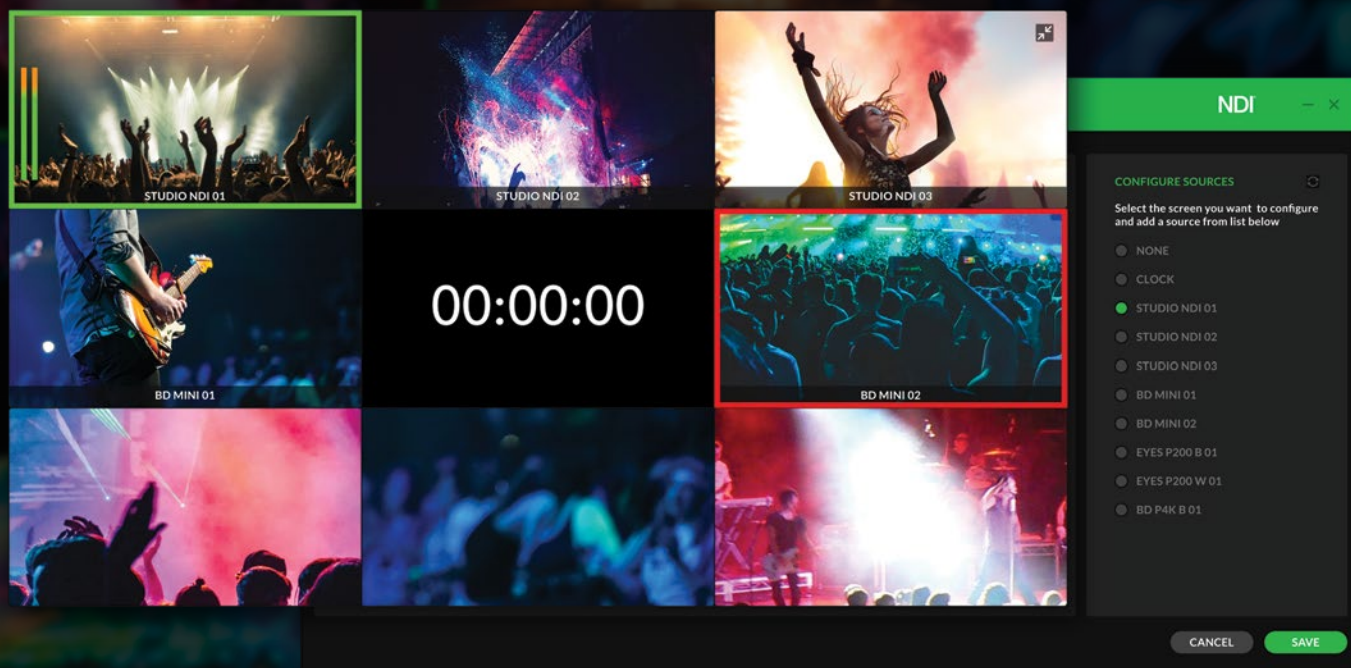 STUDIO NDI 01
STUDIO NDI 02
STUDIO NDI 03
BD MINI 01
00:00:00
BD MINI 02
NDI
CONFIGURE SOURCES
Select the screen you want to configure
and add a source from list below
NONE
CLOCK
STUDIO NDI 01
STUDIO NDI 02
STUDIO NDI 03
BD MINI 01
BD MINI 02
EYES P200 B 01
EYES P200 W 01
BD P4K B 01
CANCEL
SAVE